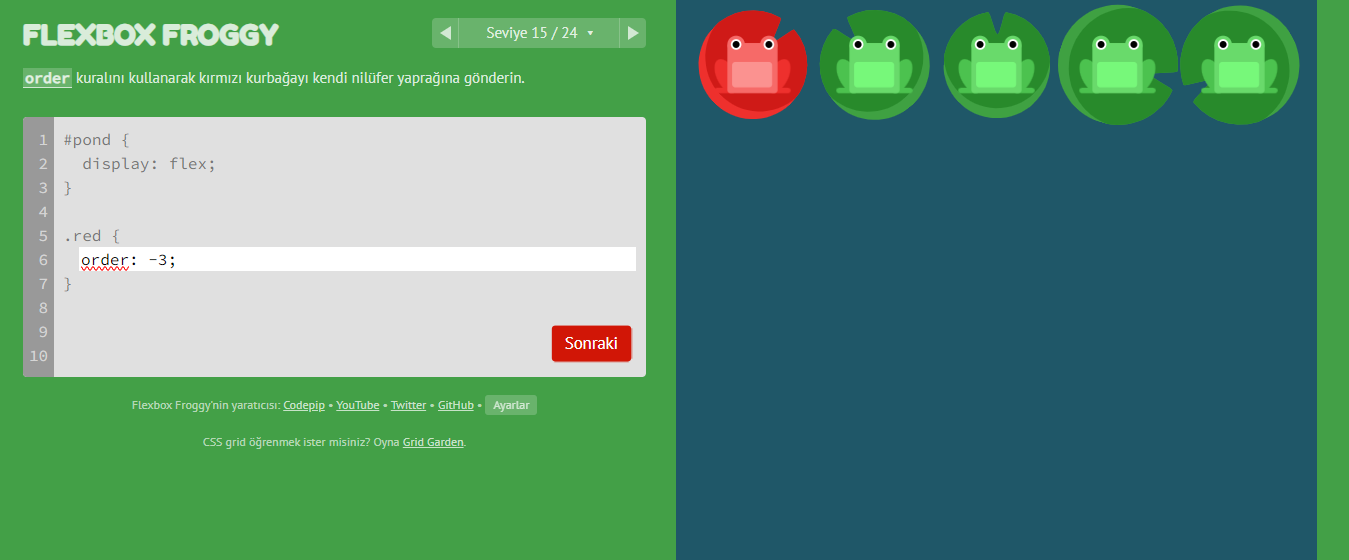 FLEXBOX FROGGY
Seviye 15 / 24
order kuralını kullanarak kırmızı kurbağayı kendi nilüfer yaprağına gönderin.
1 #pond {
2   display: flex;
3 }
4
5 .red {
6   order: -3;
7 }
8
9
10
Sonraki
Flexbox Froggy'nin yaratıcısı: Codepip • YouTube • Twitter • GitHub • Ayarlar
CSS grid öğrenmek ister misiniz? Oyna Grid Garden.